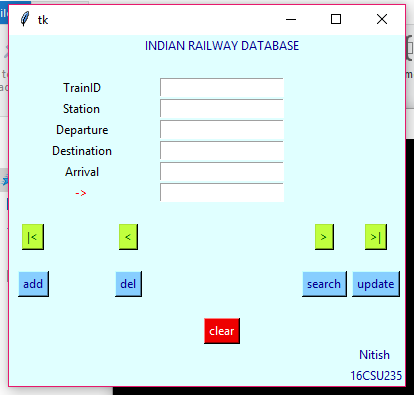 tk
INDIAN RAILWAY DATABASE
TrainID
Station
Departure
Destination
Arrival
->
|< < > >|
add del search update
clear
Nitish
16CSU235